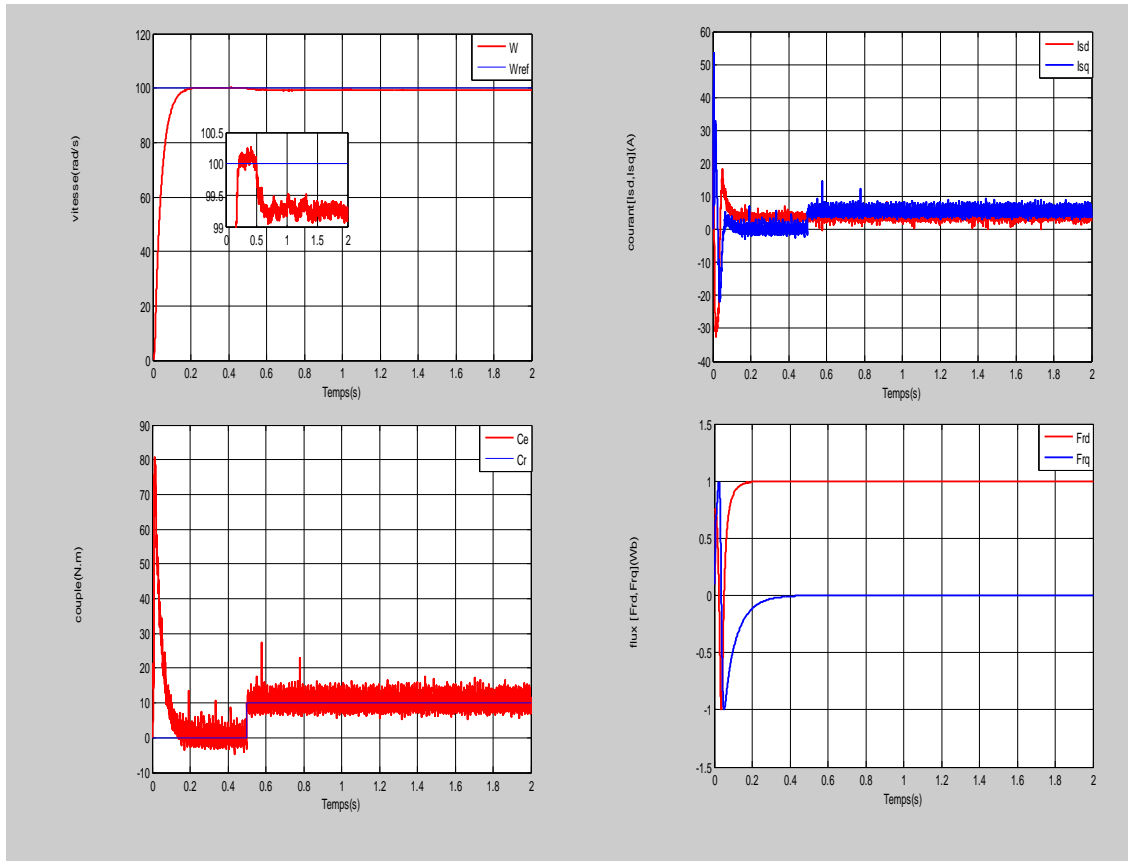 120
100
80
60
40
20
0
vitesse(rad/s)
W
Wref
100.5
100
99.5
99
0 0.5 1 1.5 2
0 0.2 0.4 0.6 0.8 1 1.2 1.4 1.6 1.8 2
Temps(s)
60
50
40
30
20
10
0
-10
-20
-30
-40
courant[Isd,Isq](A)
Isd
Isq
0 0.2 0.4 0.6 0.8 1 1.2 1.4 1.6 1.8 2
Temps(s)
90
80
70
60
50
40
30
20
10
0
-10
couple(N.m)
Ce
Cr
0 0.2 0.4 0.6 0.8 1 1.2 1.4 1.6 1.8 2
Temps(s)
1.5
1
0.5
0
-0.5
-1
-1.5
flux [Frd,Frq](Wb)
Frd
Frq
0 0.2 0.4 0.6 0.8 1 1.2 1.4 1.6 1.8 2
Temps(s)